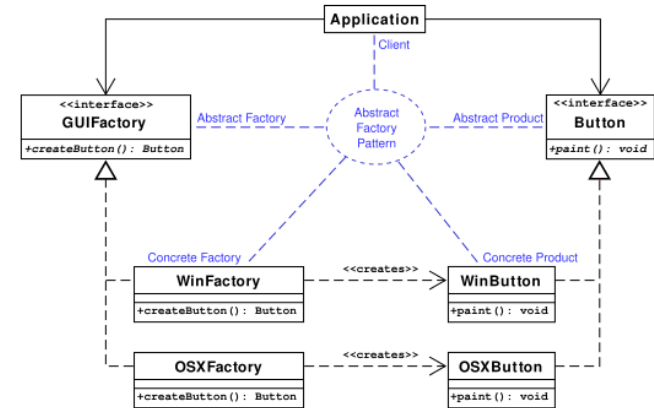 Application
Client
<<interface>>
GUIFactory
+createButton(): Button
Abstract Factory
Abstract
Factory
Pattern
Abstract Product
<<interface>>
Button
+paint(): void
Concrete Factory
Concrete Product
WinFactory
+createButton(): Button
<<creates>>
WinButton
+paint(): void
OSXFactory
+createButton(): Button
<<creates>>
OSXButton
+paint(): void